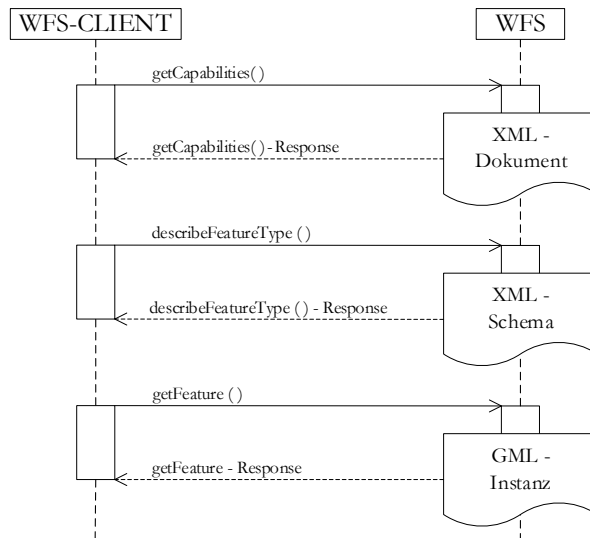 WFS-CLIENT
WFS
getCapabilities()
getCapabilities() - Response
XML -
Dokument
describeFeatureType ()
describeFeatureType () - Response
XML -
Schema
getFeature ()
getFeature - Response
GML -
Instanz